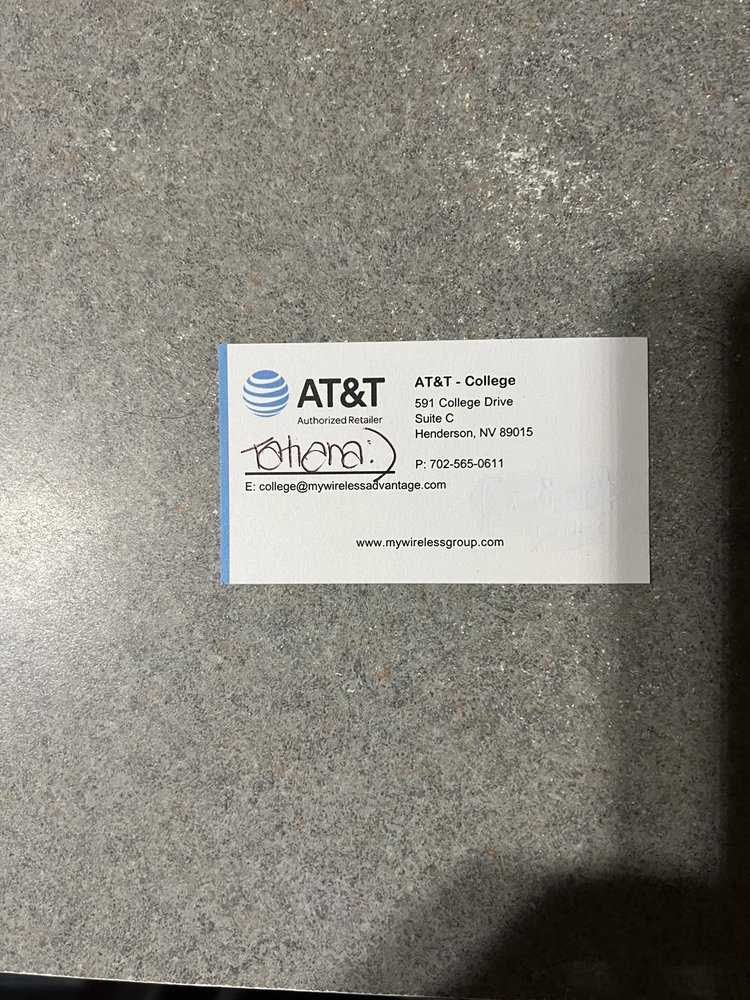 AT&T
Authorized Retailer
Tatiana :)
E: college@mywirelessadvantage.com
AT&T - College
591 College Drive
Suite C
Henderson, NV 89015
P: 702-565-0611
www.mywirelessgroup.com